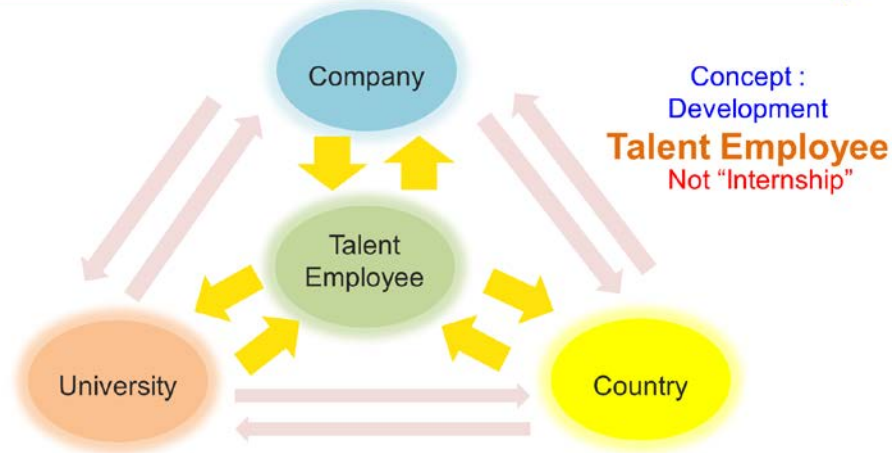 Company
Concept :
Development
Talent Employee
Not “Internship”
Talent
Employee
University
Country